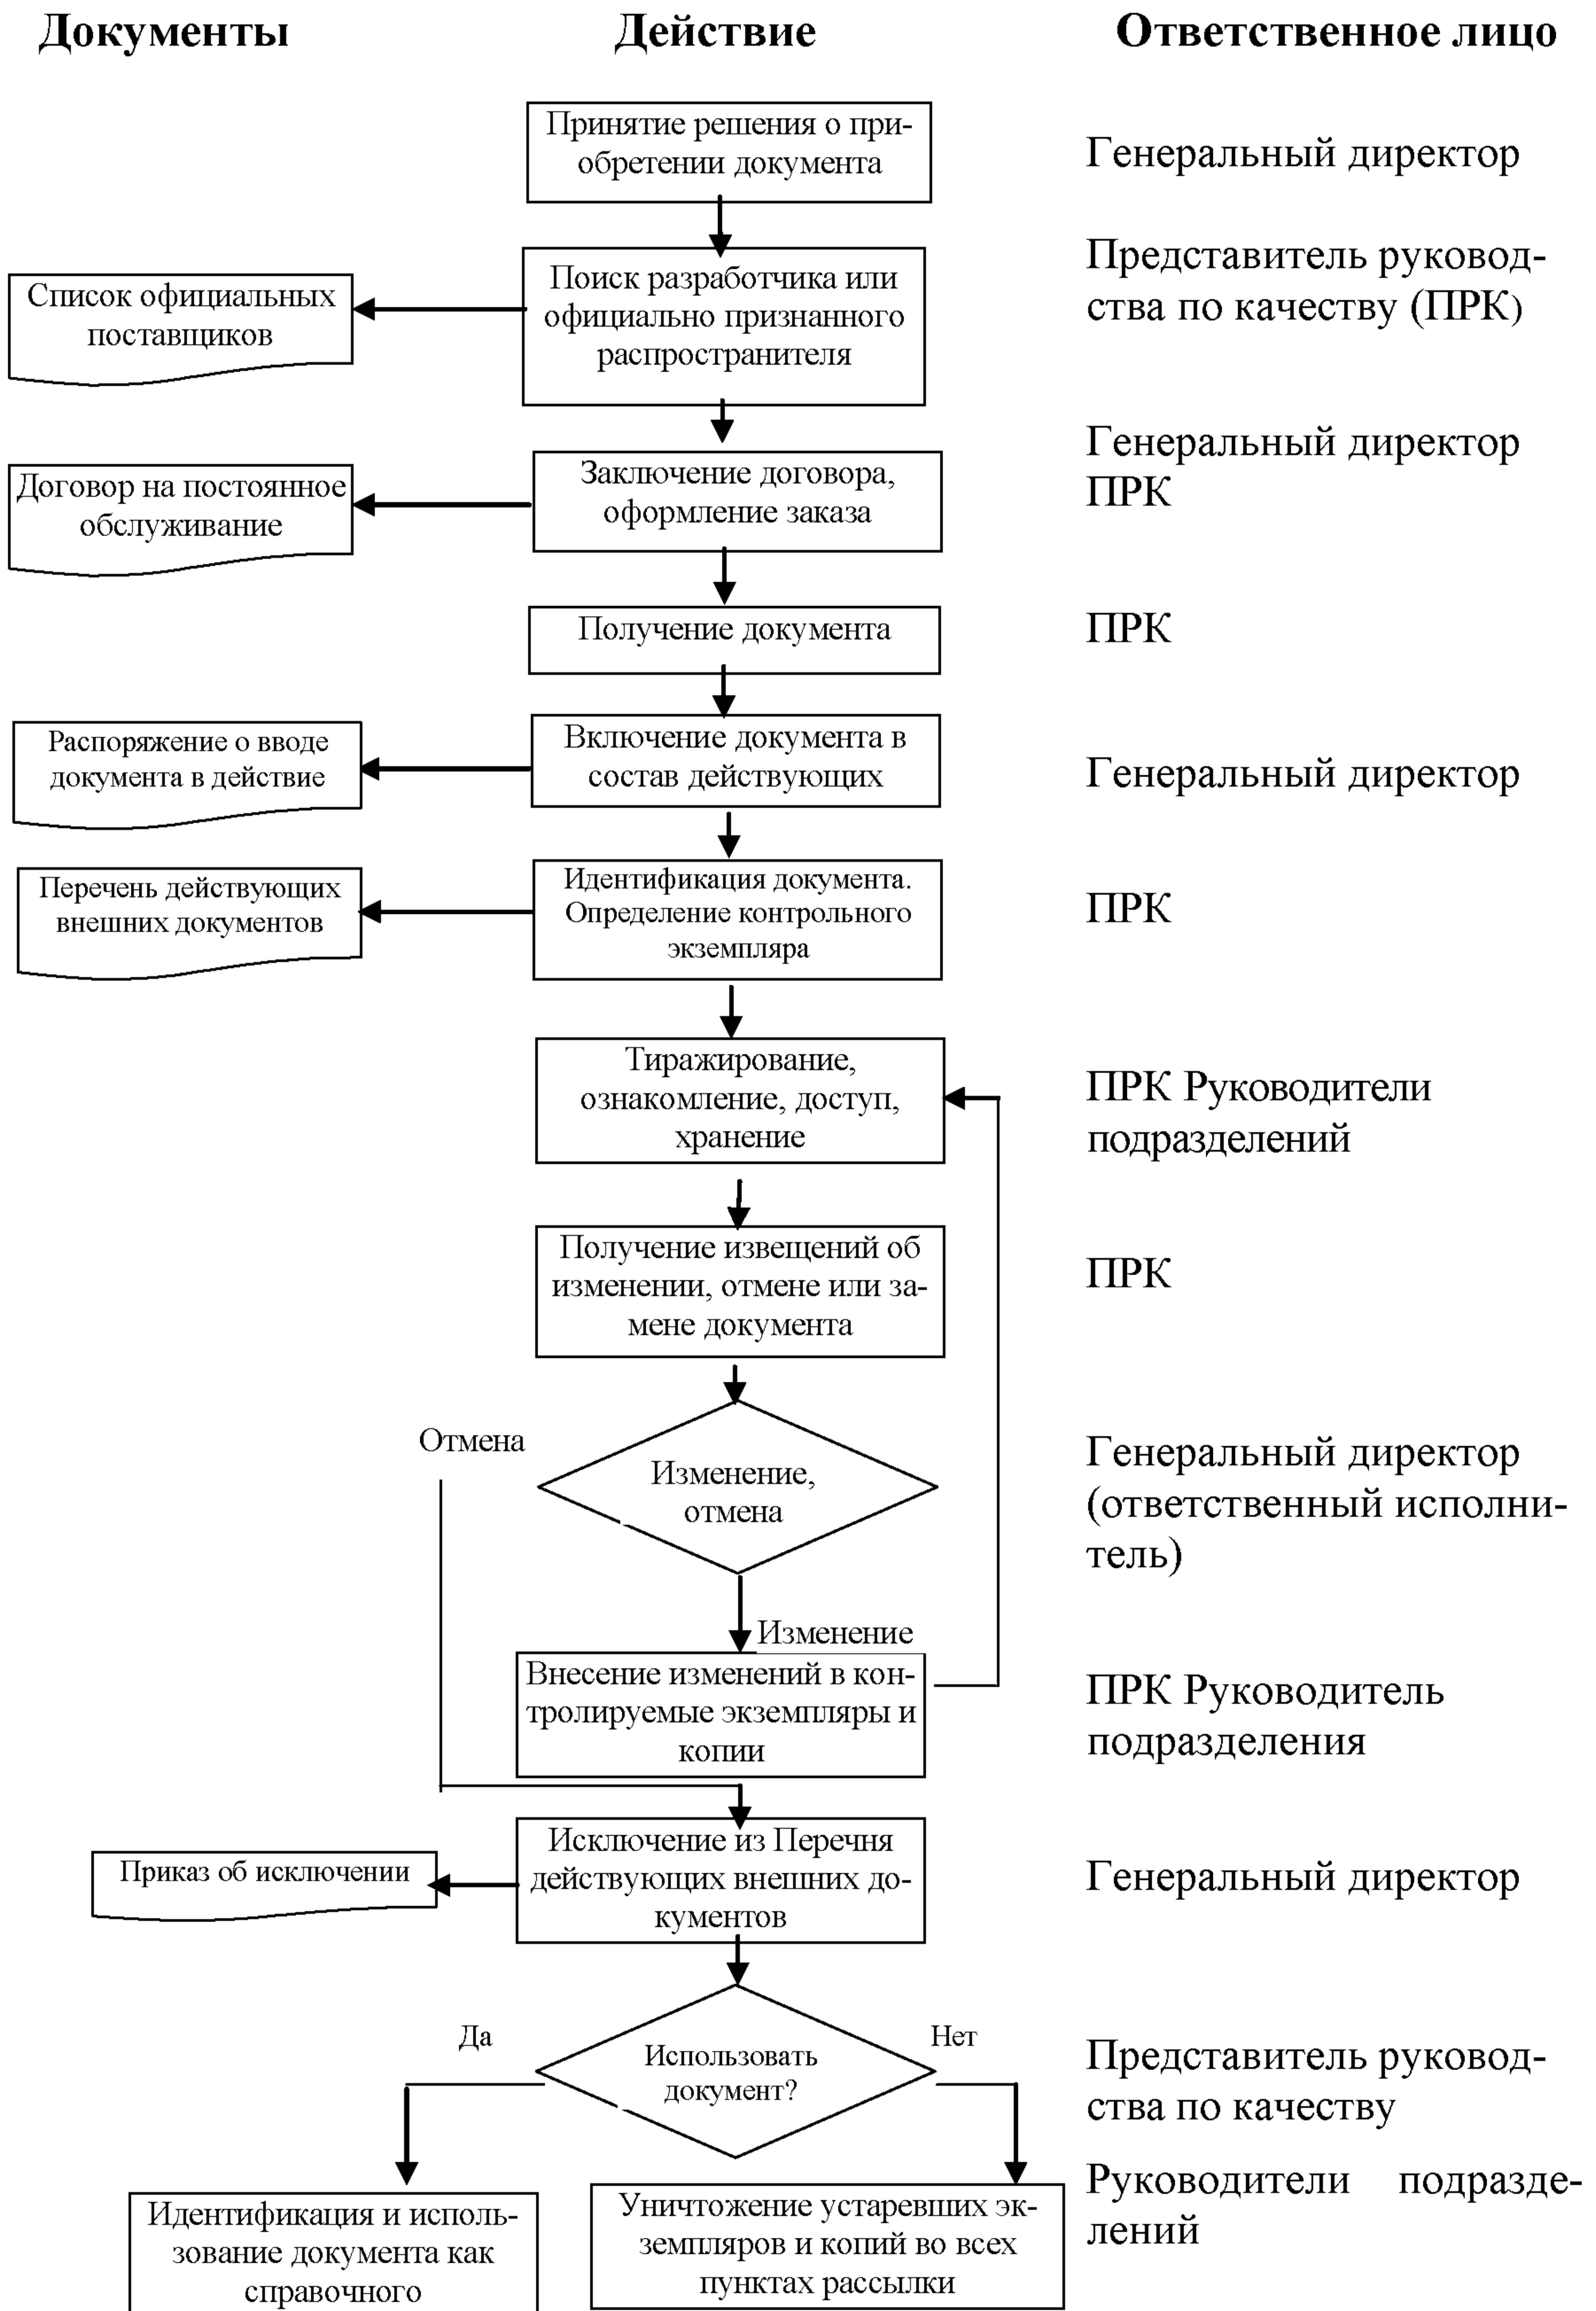 Документы
Действие
Ответственное лицо
Принятие решения о при-
обретении документа
Генеральный директор
Список официальных
поставщиков
Поиск разработчика или
официально признанного
распространителя
Представитель руковод-
ства по качеству (ПРК)
Договор на постоянное
обслуживание
Заключение договора,
оформление заказа
Генеральный директор
ПРК
Получение документа
ПРК
Распоряжение о вводе
документа в действие
Включение документа в
состав действующих
Генеральный директор
Перечень действующих
внешних документов
Идентификация документа.
Определение контрольного
экземпляра
ПРК
Тиражирование,
ознакомление, доступ,
хранение
ПРК Руководители
подразделений
Получение извещений об
изменении, отмене или за-
мене документа
ПРК
Отмена
Изменение,
отмена
Генеральный директор
(ответственный исполни-
тель)
Изменение
Внесение изменений в кон-
тролируемые экземпляры и
копии
ПРК Руководитель
подразделения
Приказ об исключении
Исключение из Перечня
действующих внешних до-
кументов
Генеральный директор
Да
Использовать
документ?
Нет
Представитель руковод-
ства по качеству
Идентификация и исполь-
зование документа как
справочного
Уничтожение устаревших эк-
земпляров и копий во всех
пунктах рассылки
Руководители подразде-
лений